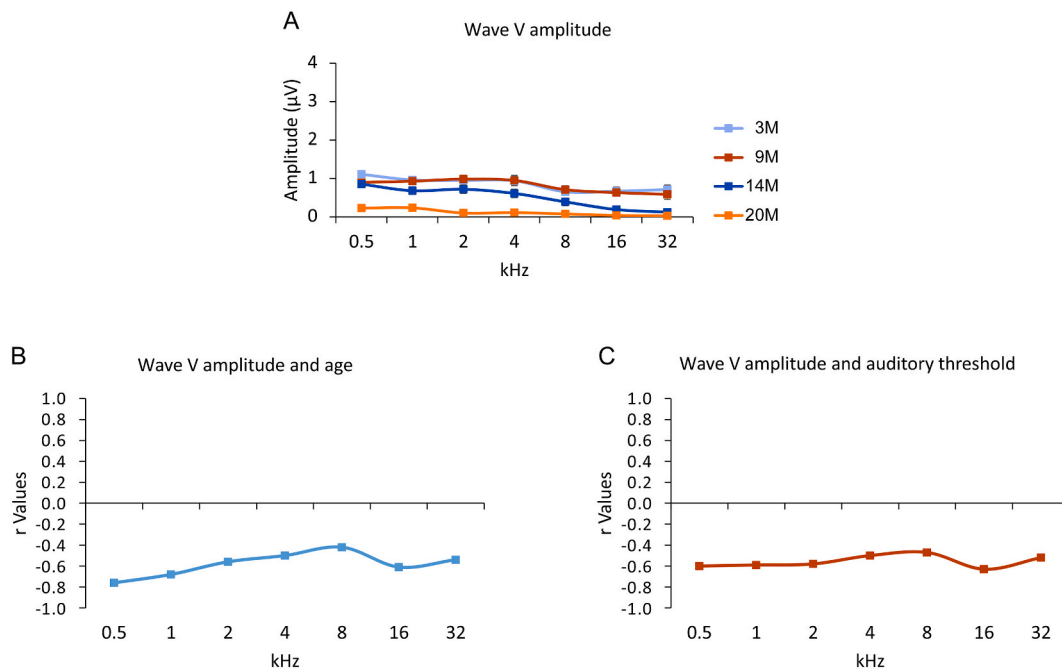 A
Wave V amplitude
Amplitude (µV)
4
3
2
1
0
0.5 1 2 4 8 16 32
kHz
3M
9M
14M
20M
B
Wave V amplitude and age
r Values
1.0
0.8
0.6
0.4
0.2
0.0
-0.2
-0.4
-0.6
-0.8
-1.0
0.5 1 2 4 8 16 32
kHz
C
Wave V amplitude and auditory threshold
r Values
1.0
0.8
0.6
0.4
0.2
0.0
-0.2
-0.4
-0.6
-0.8
-1.0
0.5 1 2 4 8 16 32
kHz